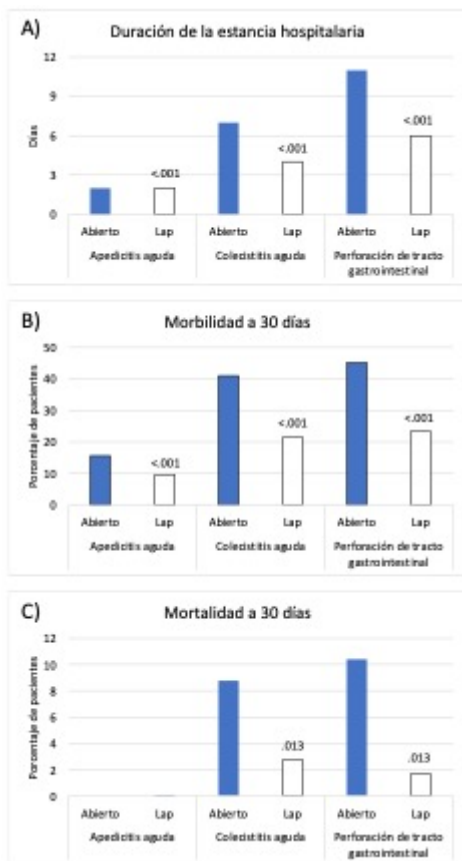 A)
Duración de la estancia hospitalaria
12
9
6
3
0
Días
<.001
<.001
<.001
Abierto Lap Abierto Lap Abierto Lap
Apedicitis aguda Colecistitis aguda Perforación de tracto
gastrointestinal
B)
Morbilidad a 30 días
50
40
30
20
10
0
Porcentaje de pacientes
<.001
<.001
<.001
Abierto Lap Abierto Lap Abierto Lap
Apedicitis aguda Colecistitis aguda Perforación de tracto
gastrointestinal
C)
Mortalidad a 30 días
12
10
8
6
4
2
0
Porcentaje de pacientes
.013
.013
Abierto Lap Abierto Lap Abierto Lap
Apedicitis aguda Colecistitis aguda Perforación de tracto
gastrointestinal